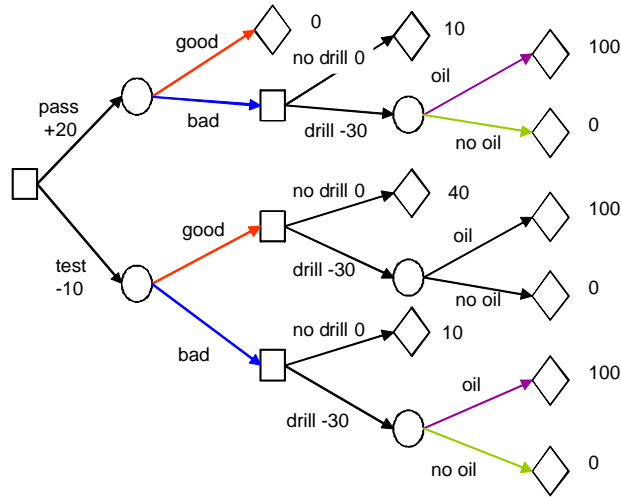 0
good
10
no drill 0
100
oil
pass
+20
bad
drill -30
no oil
0
no drill 0
40
good
oil
100
test
-10
drill -30
no oil
0
no drill 0
10
bad
oil
100
drill -30
no oil
0